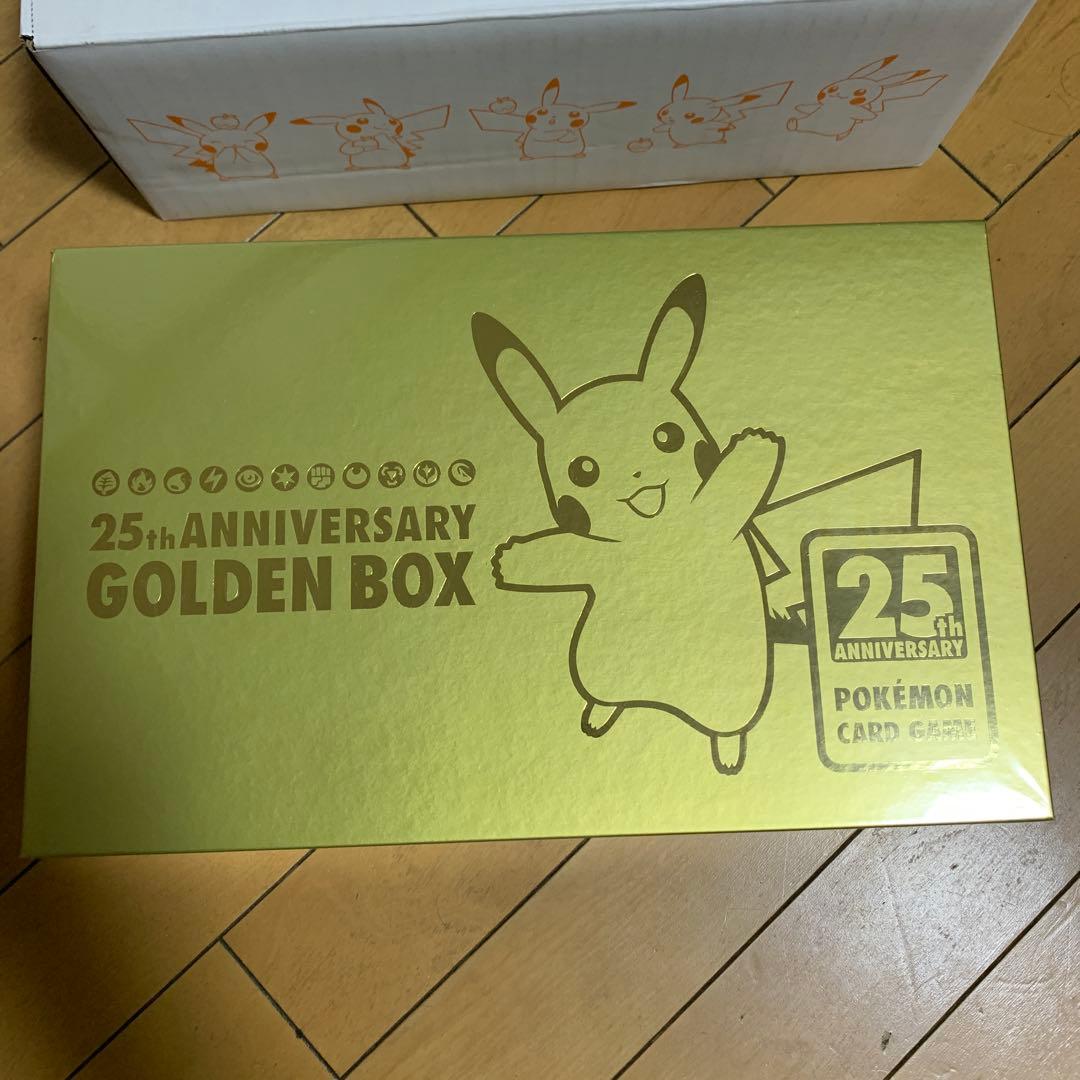 25th ANNIVERSARY
GOLDEN BOX
25th
ANNIVERSARY
POKÉMON
CARD GAME